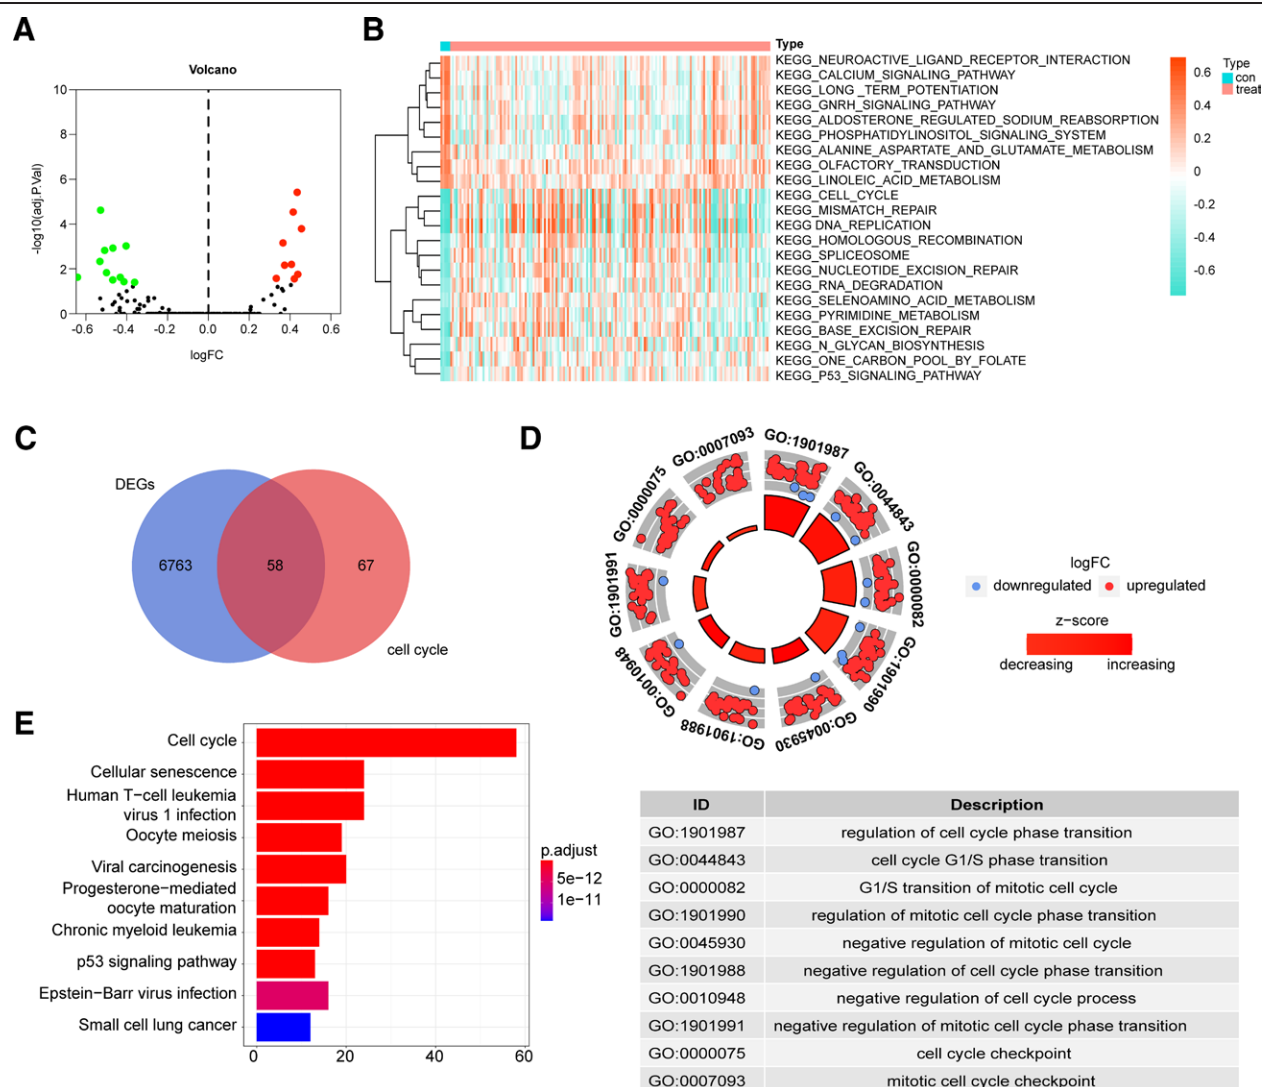 A
Volcano
10
8
6
4
2
0
-log10(adj.P.Val)
-0.6
-0.4
-0.2
0.0
0.2
0.4
0.6
logFC
B
Type
KEGG_NEUROACTIVE_LIGAND_RECEPTOR_INTERACTION
KEGG_CALCIUM_SIGNALING_PATHWAY
KEGG_LONG _TERM_POTENTIATION
KEGG_GNRH_SIGNALING_PATHWAY
KEGG_ALDOSTERONE_REGULATED_SODIUM_REABSORPTION
KEGG_PHOSPHATIDYLINOSITOL_SIGNALING_SYSTEM
KEGG_ALANINE_ASPARTATE_AND_GLUTAMATE_METABOLISM
KEGG_OLFACTORY_TRANSDUCTION
KEGG_LINOLEIC_ACID_METABOLISM
KEGG_CELL_CYCLE
KEGG_MISMATCH_REPAIR
KEGG DNA_REPLICATION
KEGG_HOMOLOGOUS_RECOMBINATION
KEGG_SPLICEOSOME
KEGG_NUCLEOTIDE_EXCISION_REPAIR
KEGG_RNA_DEGRADATION
KEGG_SELENOAMINO_ACID_METABOLISM
KEGG_PYRIMIDINE_METABOLISM
KEGG_BASE_EXCISION_REPAIR
KEGG_N_GLYCAN_BIOSYNTHESIS
KEGG_ONE_CARBON_POOL_BY_FOLATE
KEGG_P53_SIGNALING_PATHWAY
0.6
0.4
0.2
0
-0.2
-0.4
-0.6
Type
con
treat
C
DEGs
6763
58
67
cell cycle
D
GO:1901987
GO:0044843
GO:0000082
GO:1901990
GO:0045930
GO:1901988
GO:0010948
GO:1901991
GO:0000075
GO:0007093
logFC
downregulated
upregulated
z-score
decreasing
increasing
E
Cell cycle
Cellular senescence
Human T-cell leukemia
virus 1 infection
Oocyte meiosis
Viral carcinogenesis
Progesterone-mediated
oocyte maturation
Chronic myeloid leukemia
p53 signaling pathway
Epstein-Barr virus infection
Small cell lung cancer
0
20
40
60
p.adjust
5e-12
1e-11
ID Description
GO:1901987 regulation of cell cycle phase transition
GO:0044843 cell cycle G1/S phase transition
GO:0000082 G1/S transition of mitotic cell cycle
GO:1901990 regulation of mitotic cell cycle phase transition
GO:0045930 negative regulation of mitotic cell cycle
GO:1901988 negative regulation of cell cycle phase transition
GO:0010948 negative regulation of cell cycle process
GO:1901991 negative regulation of mitotic cell cycle phase transition
GO:0000075 cell cycle checkpoint
GO:0007093 mitotic cell cycle checkpoint